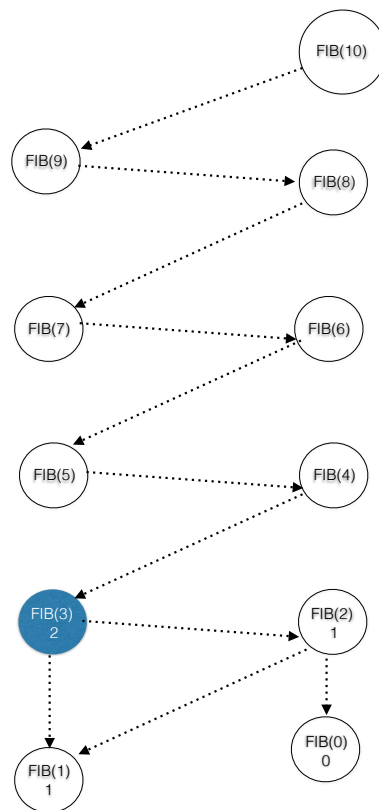 FIB(10)
FIB(9)
FIB(8)
FIB(7)
FIB(6)
FIB(5)
FIB(4)
FIB(3)
2
FIB(2)
1
FIB(0)
0
FIB(1)
1